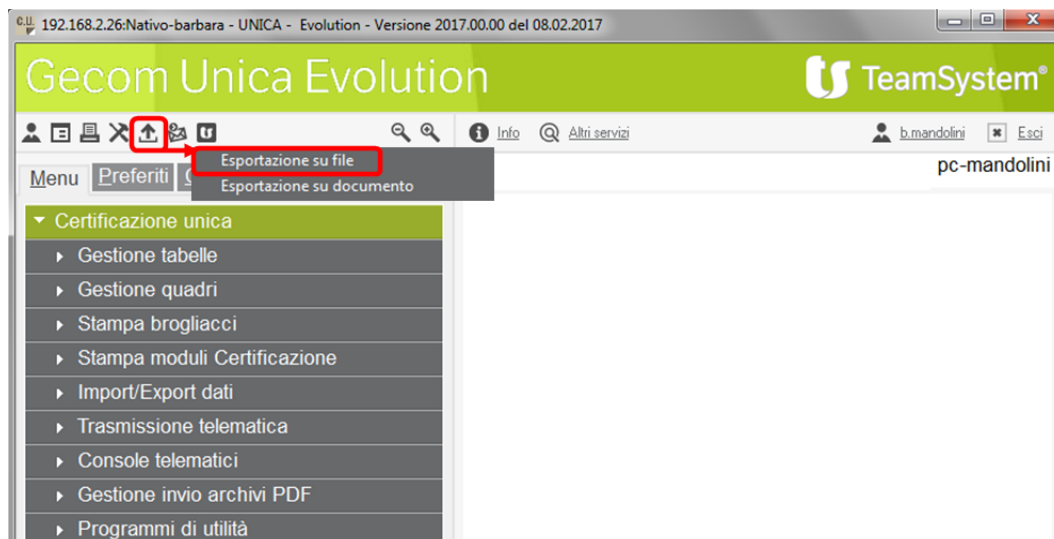 192.168.2.26:Nativo-barbara - UNICA - Evolution - Versione 2017.00.00 del 08.02.2017
Gecom Unica Evolution
TeamSystem®
Info
Altri servizi
b.mandolini
Esci
Esportazione su file
Esportazione su documento
pc-mandolini
Menu
Preferiti
Certificazione unica
Gestione tabelle
Gestione quadri
Stampa brogliacci
Stampa moduli Certificazione
Import/Export dati
Trasmissione telematica
Console telematici
Gestione invio archivi PDF
Programmi di utilità